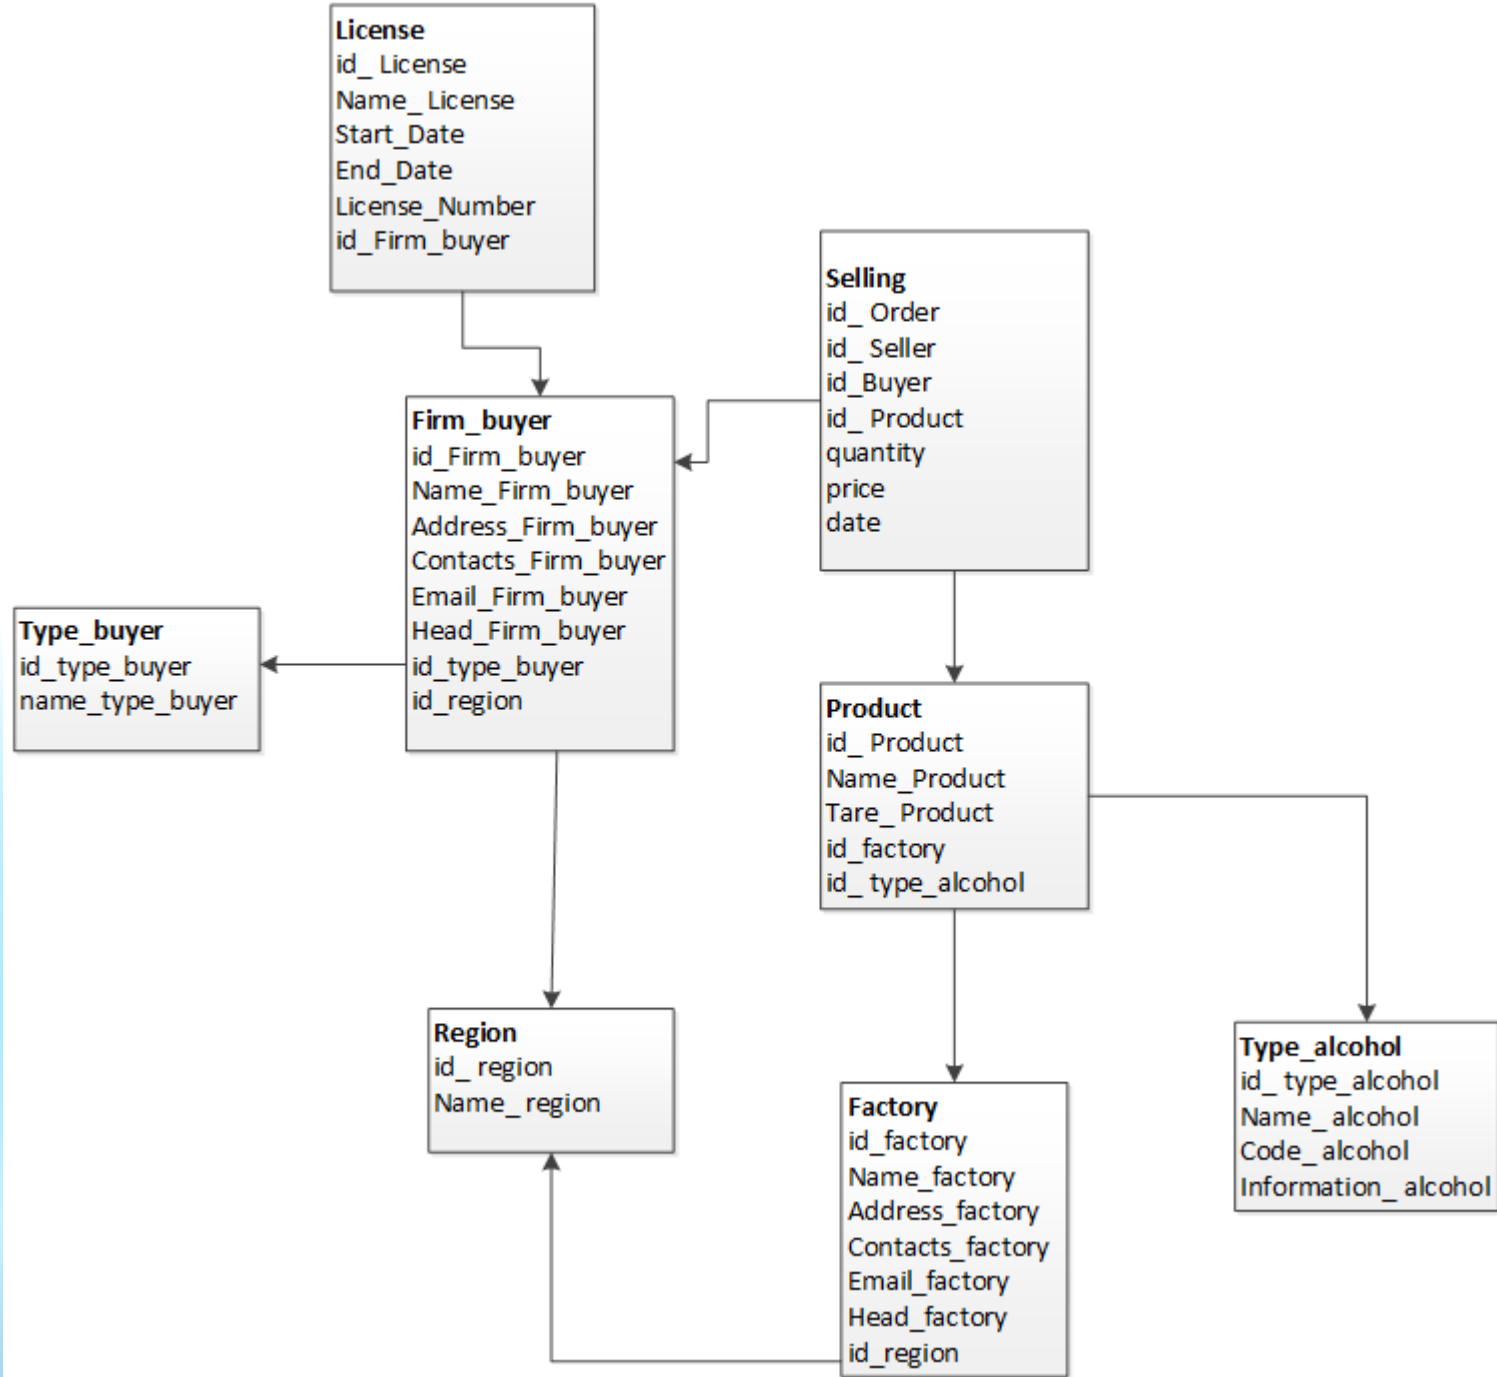 License
id_ License
Name_ License
Start_Date
End_Date
License_Number
id_Firm_buyer
Selling
id_ Order
id_ Seller
id_Buyer
id_ Product
quantity
price
date
Firm_buyer
id_Firm_buyer
Name_Firm_buyer
Address_Firm_buyer
Contacts_Firm_buyer
Email_Firm_buyer
Head_Firm_buyer
id_type_buyer
id_region
Type_buyer
id_type_buyer
name_type_buyer
Product
id_ Product
Name_Product
Tare_ Product
id_factory
id_ type_alcohol
Region
id_ region
Name_ region
Factory
id_factory
Name_factory
Address_factory
Contacts_factory
Email_factory
Head_factory
id_region
Type_alcohol
id_ type_alcohol
Name_ alcohol
Code_ alcohol
Information_ alcohol